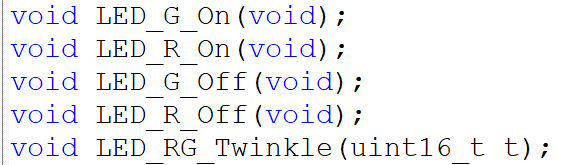 void LED_G_On(void);
void LED_R_On(void);
void LED_G_Off(void);
void LED_R_Off(void);
void LED_RG_Twinkle(uint16_t t);